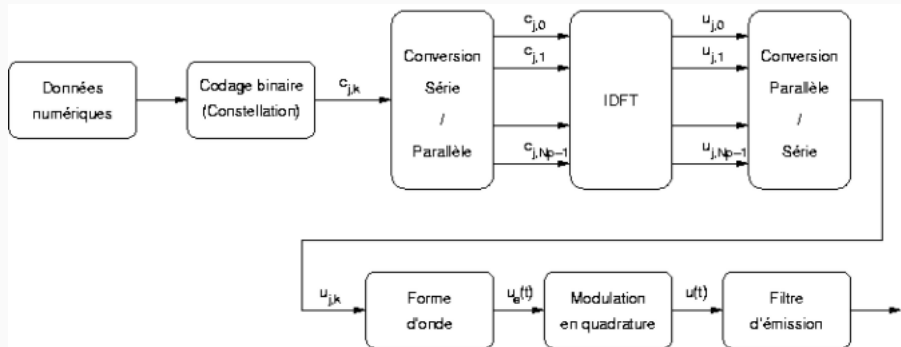 Données
numériques
Codage binaire
(Constellation)
c_{j,k}
Conversion
Série
/
Parallèle
c_{j,0}
c_{j,1}
c_{j,Np-1}
IDFT
u_{j,0}
u_{j,1}
u_{j,Np-1}
Conversion
Parallèle
/
Série
u_{j,k}
Forme
d'onde
u_e(t)
Modulation
en quadrature
u(t)
Filtre
d'émission